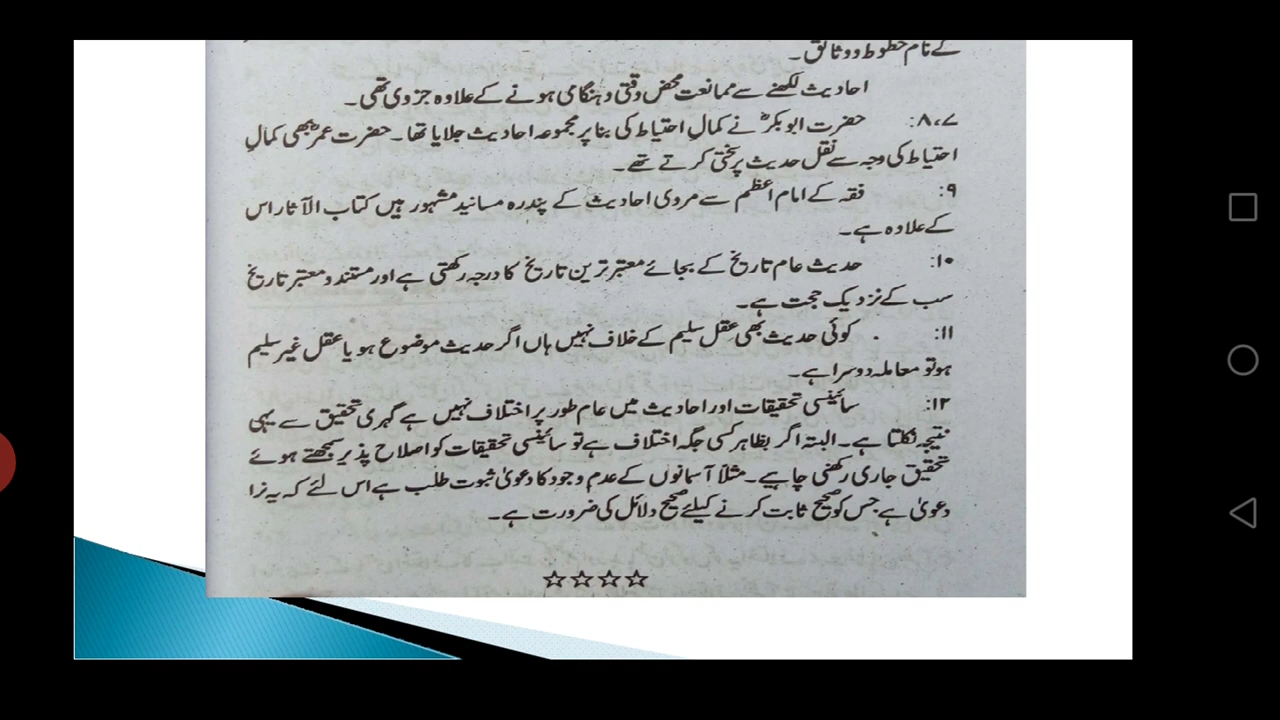 کے نام خطوط و وثائق۔
احادیث لکھنے سے ممانعت محض وقتی و ہنگامی ہونے کے علاوہ جزوی تھی۔
۷،۸: حضرت ابوبکرؓ نے کمالِ احتیاط کی بنا پر مجموعہ احادیث جلایا تھا۔ حضرت عمرؓ بھی کمالِ
احتیاط کی وجہ سے نقل حدیث پر سختی کرتے تھے۔
۹: فقہ کے امام اعظم سے مروی احادیث کے پندرہ مسانید مشہور ہیں کتاب الآثار اس
کے علاوہ ہے۔
۱۰: حدیث عام تاریخ کے بجائے معتبر ترین تاریخ کا درجہ رکھتی ہے اور مستند و معتبر تاریخ
سب کے نزدیک حجت ہے۔
۱۱: کوئی حدیث بھی عقل سلیم کے خلاف نہیں ہاں اگر حدیث موضوع ہو یا عقل غیر سلیم
ہو تو معاملہ دوسرا ہے۔
۱۲: سائینسی تحقیقات اور احادیث میں عام طور پر اختلاف نہیں ہے گہری تحقیق سے یہی
نتیجہ نکلتا ہے۔ البتہ اگر بظاہر کسی جگہ اختلاف ہے تو سائینسی تحقیقات کو اصلاح پذیر سمجھتے ہوئے
تحقیق جاری رکھنی چاہیے۔ مثلاً آسمانوں کے عدم وجود کا دعویٰ ثبوت طلب ہے اس لئے کہ یہ نرا
دعویٰ ہے جس کو صحیح ثابت کرنے کیلئے صحیح دلائل کی ضرورت ہے۔
☆☆☆☆